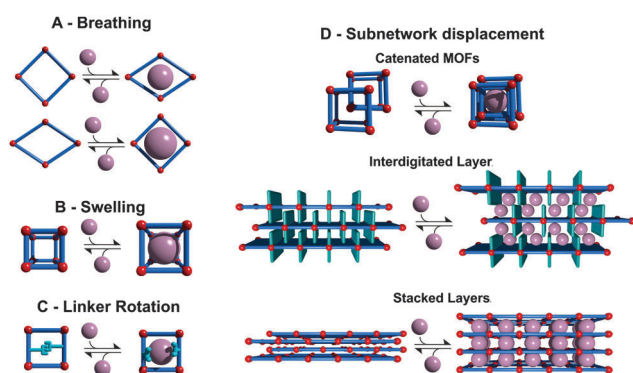 A - Breathing
B - Swelling
C - Linker Rotation
D - Subnetwork displacement
Catenated MOFs
Interdigitated Layer
Stacked Layers